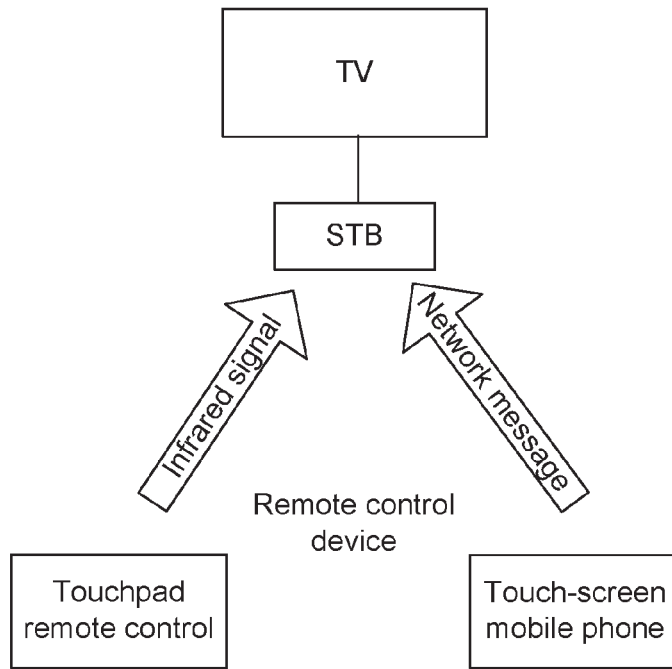 TV
STB
Infrared signal
Network message
Remote control
device
Touchpad
remote control
Touch-screen
mobile phone